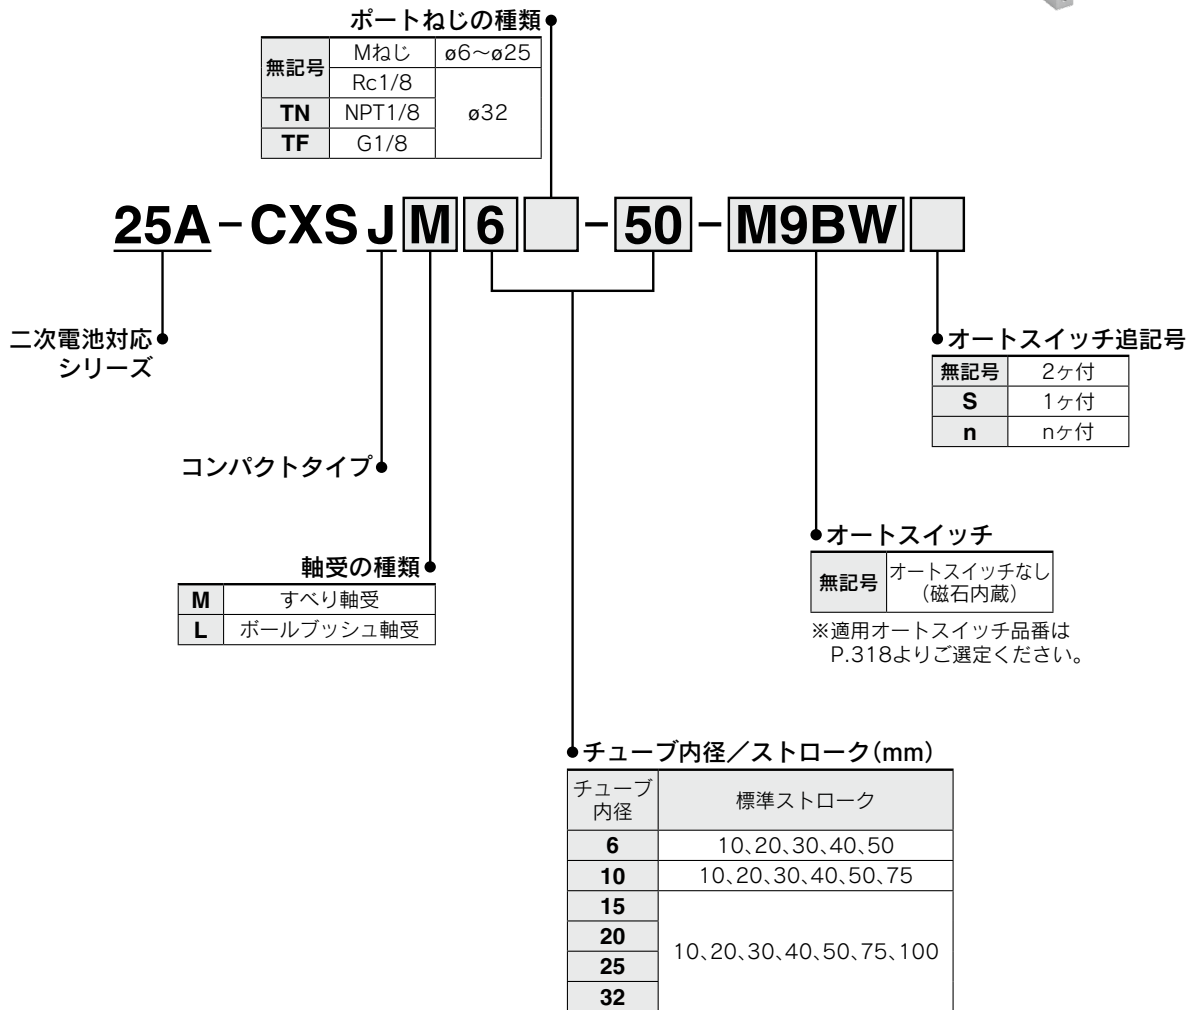 ポートねじの種類
無記号 Mねじ ø6～ø25
Rc1/8 ø32
TN NPT1/8
TF G1/8
25A-CXSJM6 -50-M9BW
二次電池対応
シリーズ
コンパクトタイプ
軸受の種類
M すべり軸受
L ボールブッシュ軸受
オートスイッチ追記号
無記号 2ヶ付
S 1ヶ付
n nヶ付
オートスイッチ
無記号 オートスイッチなし
（磁石内蔵）
※適用オートスイッチ品番は
P.318よりご選定ください。
チューブ内径／ストローク(mm)
チューブ
内径 標準ストローク
6 10、20、30、40、50
10 10、20、30、40、50、75
15 10、20、30、40、50、75、100
20
25
32